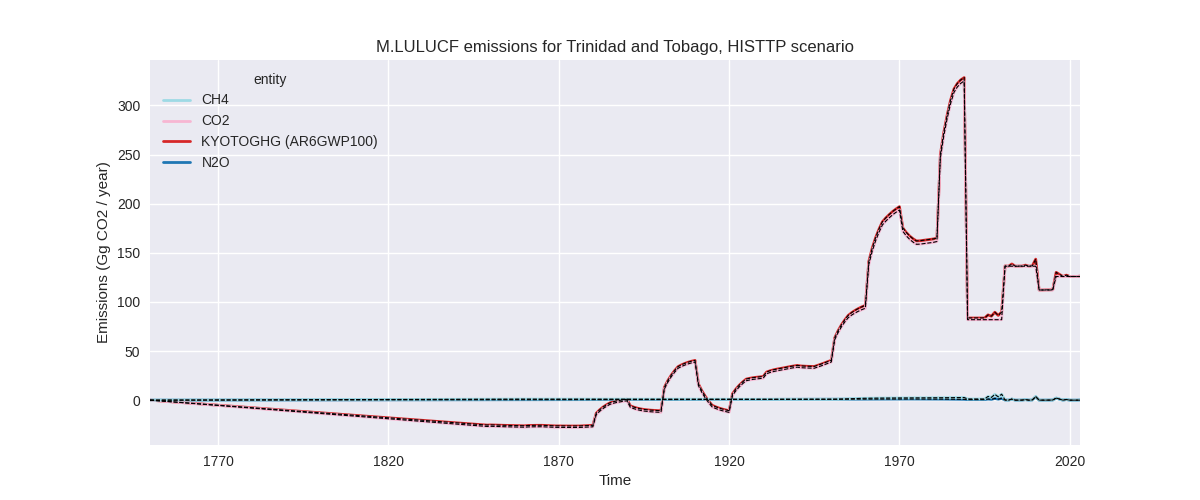 M.LULUCF emissions for Trinidad and Tobago, HISTTP scenario
entity
CH4
CO2
KYOTOGHG (AR6GWP100)
N2O
Emissions (Gg CO2 / year)
300
250
200
150
100
50
0
1770
1820
1870
1920
1970
2020
Time